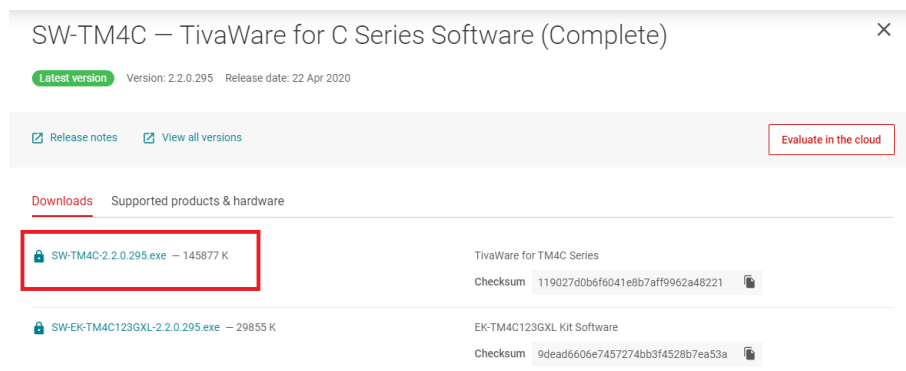 SW-TM4C — TivaWare for C Series Software (Complete)
Latest version Version: 2.2.0.295 Release date: 22 Apr 2020
Release notes View all versions Evaluate in the cloud
Downloads Supported products & hardware
SW-TM4C-2.2.0.295.exe — 145877 K TivaWare for TM4C Series
Checksum 119027d0b6f6041e8b7aff9962a48221
SW-EK-TM4C123GXL-2.2.0.295.exe — 29855 K EK-TM4C123GXL Kit Software
Checksum 9dead6606e7457274bb3f4528b7ea53a